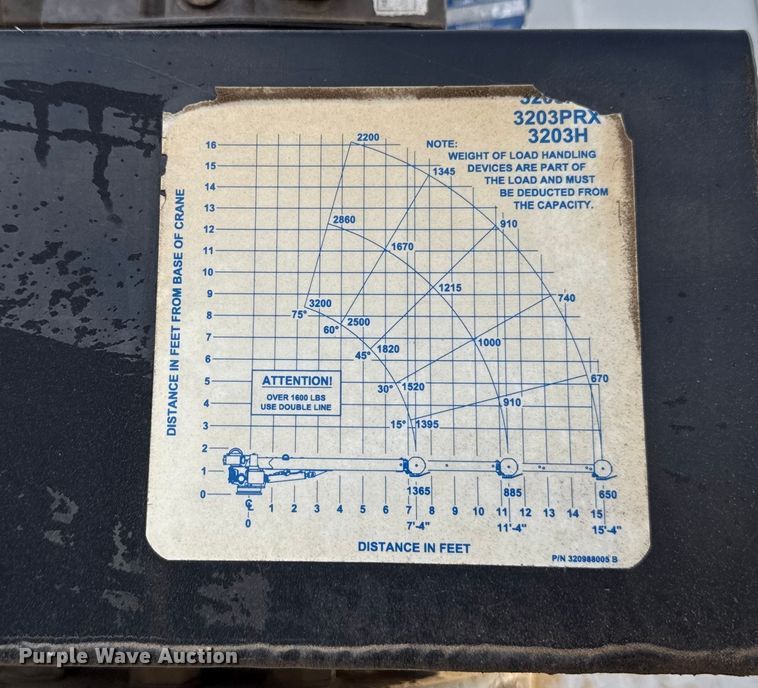 3203PRX
3203H
NOTE:
WEIGHT OF LOAD HANDLING
DEVICES ARE PART OF
THE LOAD AND MUST
BE DEDUCTED FROM
THE CAPACITY.
DISTANCE IN FEET FROM BASE OF CRANE
16
15
14
13
12
11
10
9
8
7
6
5
4
3
2
1
0
2200
1345
910
740
670
2860
1670
1215
1000
910
3200
2500
1820
1520
1395
75°
60°
45°
30°
15°
ATTENTION!
OVER 1600 LBS
USE DOUBLE LINE
1365 885 650
℄ 1 2 3 4 5 6 7 8 9 10 11 12 13 14 15
0 7'-4" 11'-4" 15'-4"
DISTANCE IN FEET
P/N 320988005 B
Purple Wave Auction